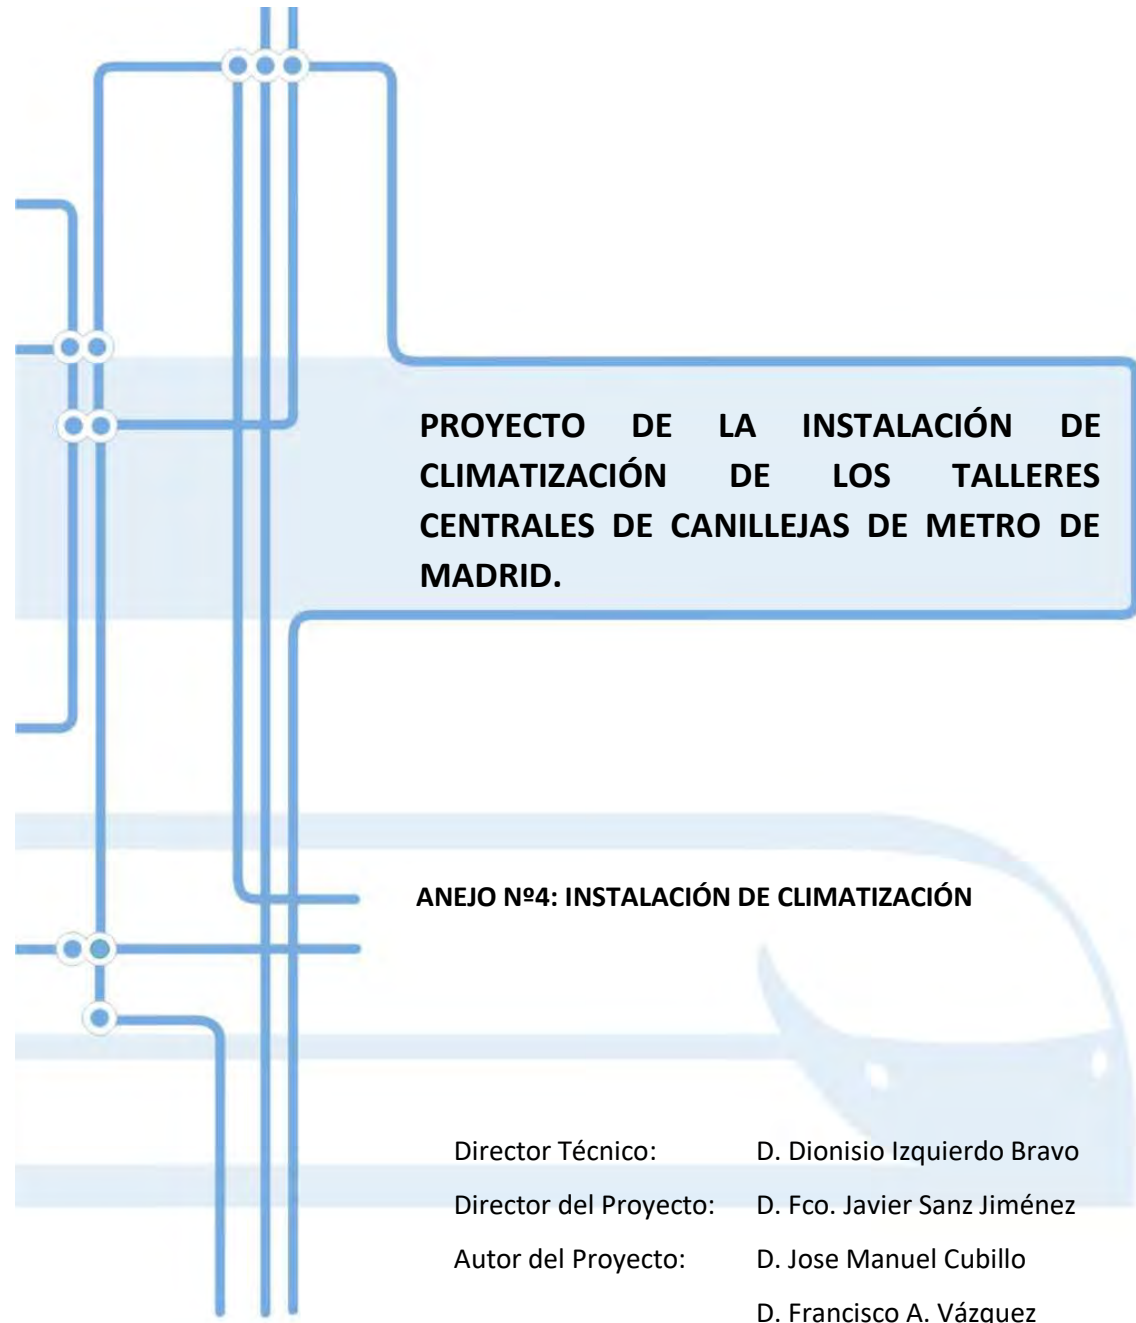 PROYECTO DE LA INSTALACIÓN DE
CLIMATIZACIÓN DE LOS TALLERES
CENTRALES DE CANILLEJAS DE METRO DE
MADRID.
ANEJO Nº4: INSTALACIÓN DE CLIMATIZACIÓN
Director Técnico: D. Dionisio Izquierdo Bravo
Director del Proyecto: D. Fco. Javier Sanz Jiménez
Autor del Proyecto: D. Jose Manuel Cubillo
D. Francisco A. Vázquez